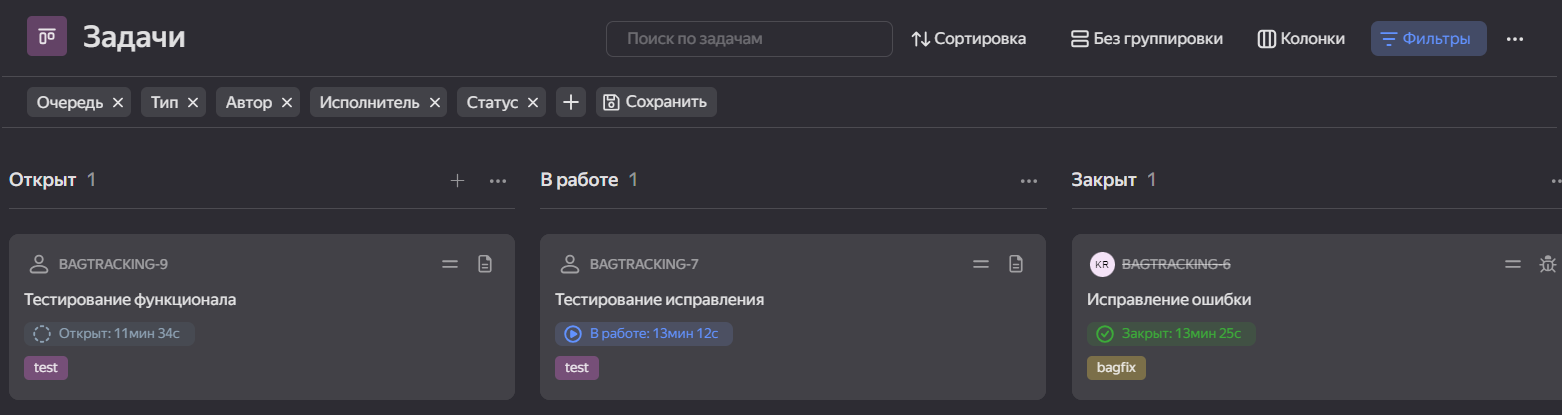 Задачи
Поиск по задачам
Сортировка
Без группировки
Колонки
Фильтры
Очередь
Тип
Автор
Исполнитель
Статус
Сохранить
Открыт 1
В работе 1
Закрыт 1
BAGTRACKING-9
Тестирование функционала
Открыт: 11мин 34с
test
BAGTRACKING-7
Тестирование исправления
В работе: 13мин 12с
test
KR BAGTRACKING-6
Исправление ошибки
Закрыт: 13мин 25с
bagfix